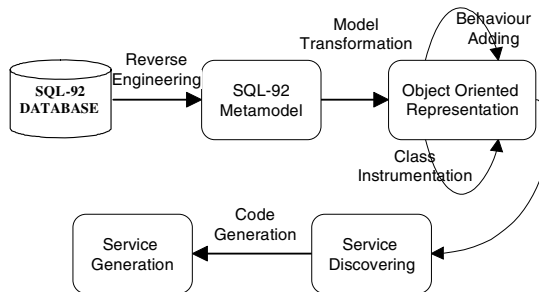 Model
Transformation
Behaviour
Adding
Reverse
Engineering
SQL-92
DATABASE
SQL-92
Metamodel
Object Oriented
Representation
Class
Instrumentation
Code
Generation
Service
Generation
Service
Discovering